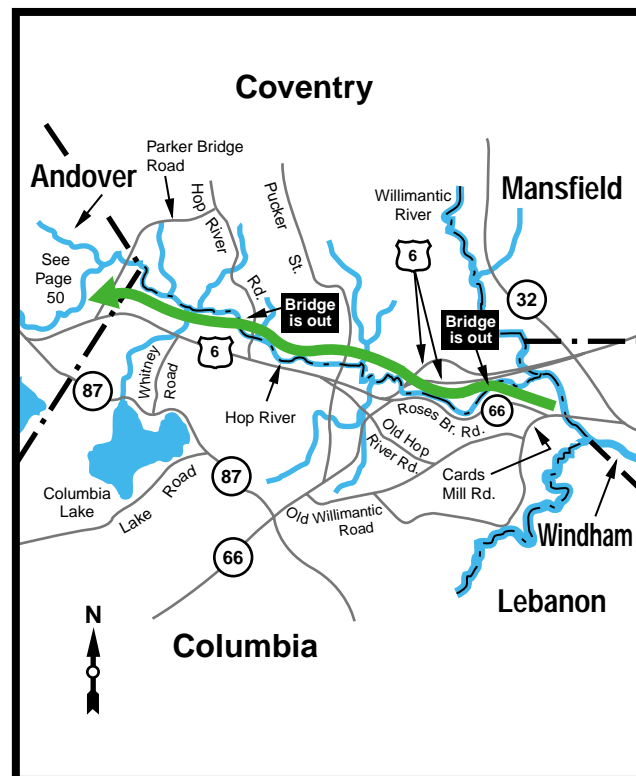 Coventry
Parker Bridge
Road
Andover
Hop
River
Rd.
Pucker
St.
Willimantic
River
Mansfield
6
See
Page
50
32
Bridge
is out
Bridge
is out
6
Whitney
Road
87
Hop River
Roses Br. Rd.
66
Old Hop
River Rd.
Cards
Mill Rd.
Columbia
Lake
Lake Road
87
Old Willimantic
Road
Windham
66
Lebanon
N
Columbia